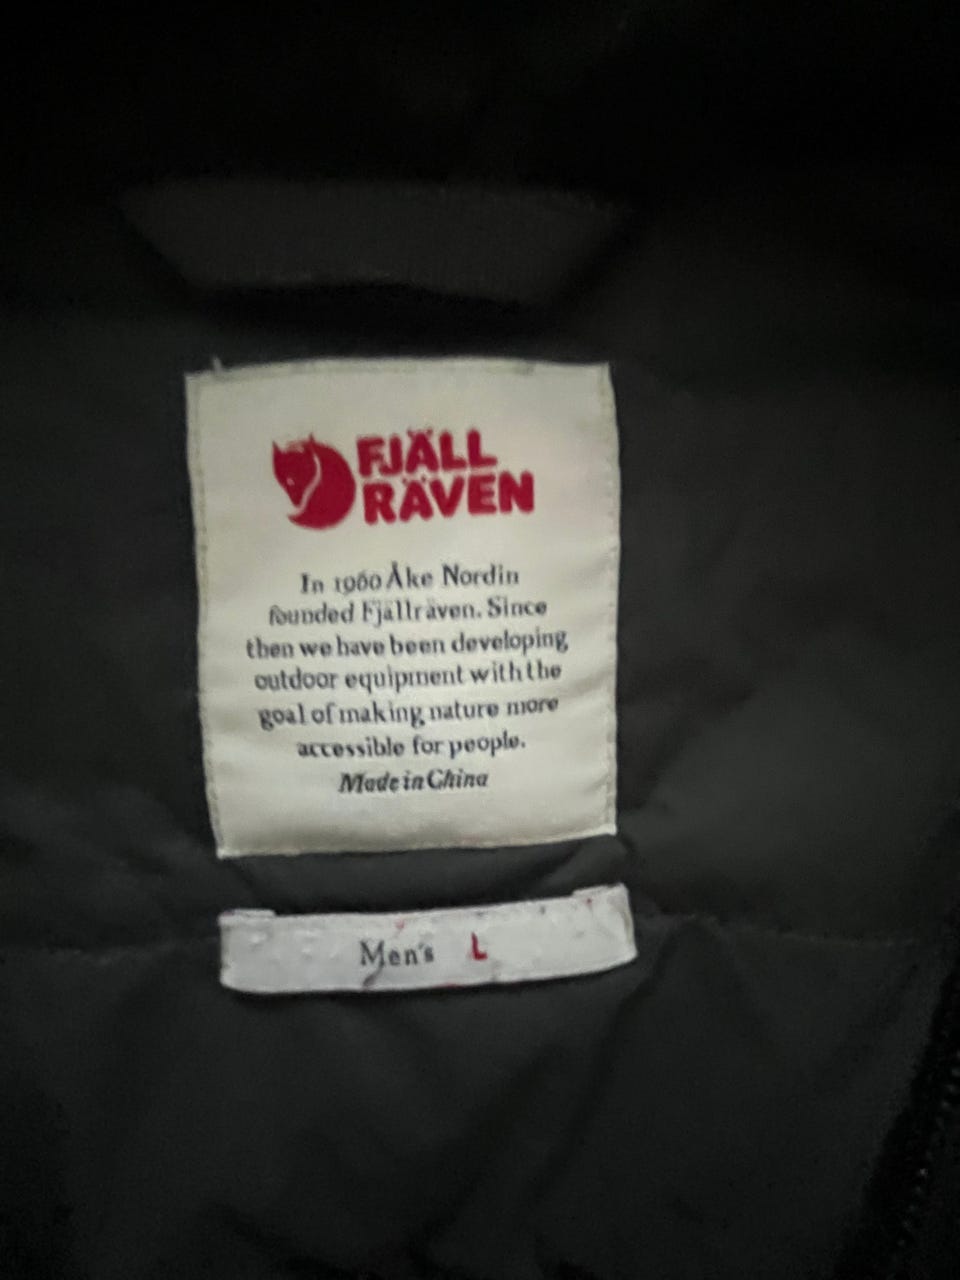 FJÄLL
RÄVEN
In 1960 Åke Nordin
founded Fjällräven. Since
then we have been developing
outdoor equipment with the
goal of making nature more
accessible for people.
Made in China
Men's L